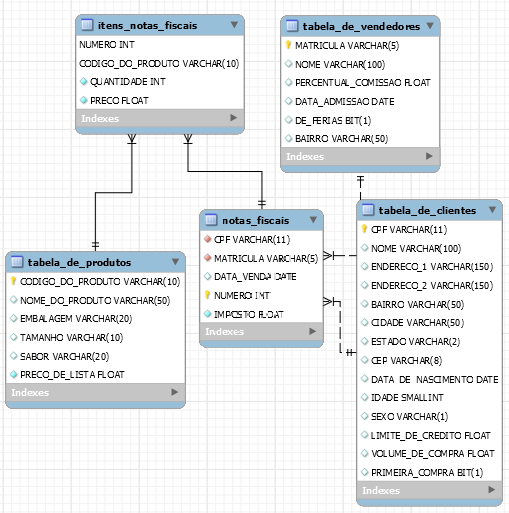 itens_notas_fiscais
NUMERO INT
CODIGO_DO_PRODUTO VARCHAR(10)
QUANTIDADE INT
PRECO FLOAT
Indexes
tabela_de_vendedores
MATRICULA VARCHAR(5)
NOME VARCHAR(100)
PERCENTUAL_COMISSAO FLOAT
DATA_ADMISSAO DATE
DE_FERIAS BIT(1)
BAIRRO VARCHAR(50)
Indexes
notas_fiscais
CPF VARCHAR(11)
MATRICULA VARCHAR(5)
DATA_VENDA DATE
NUMERO INT
IMPOSTO FLOAT
Indexes
tabela_de_clientes
CPF VARCHAR(11)
NOME VARCHAR(100)
ENDERECO_1 VARCHAR(150)
ENDERECO_2 VARCHAR(150)
BAIRRO VARCHAR(50)
CIDADE VARCHAR(50)
ESTADO VARCHAR(2)
CEP VARCHAR(8)
DATA_DE_NASCIMENTO DATE
IDADE SMALLINT
SEXO VARCHAR(1)
LIMITE_DE_CREDITO FLOAT
VOLUME_DE_COMPRA FLOAT
PRIMEIRA_COMPRA BIT(1)
Indexes
tabela_de_produtos
CODIGO_DO_PRODUTO VARCHAR(10)
NOME_DO_PRODUTO VARCHAR(50)
EMBALAGEM VARCHAR(20)
TAMANHO VARCHAR(10)
SABOR VARCHAR(20)
PRECO_DE_LISTA FLOAT
Indexes